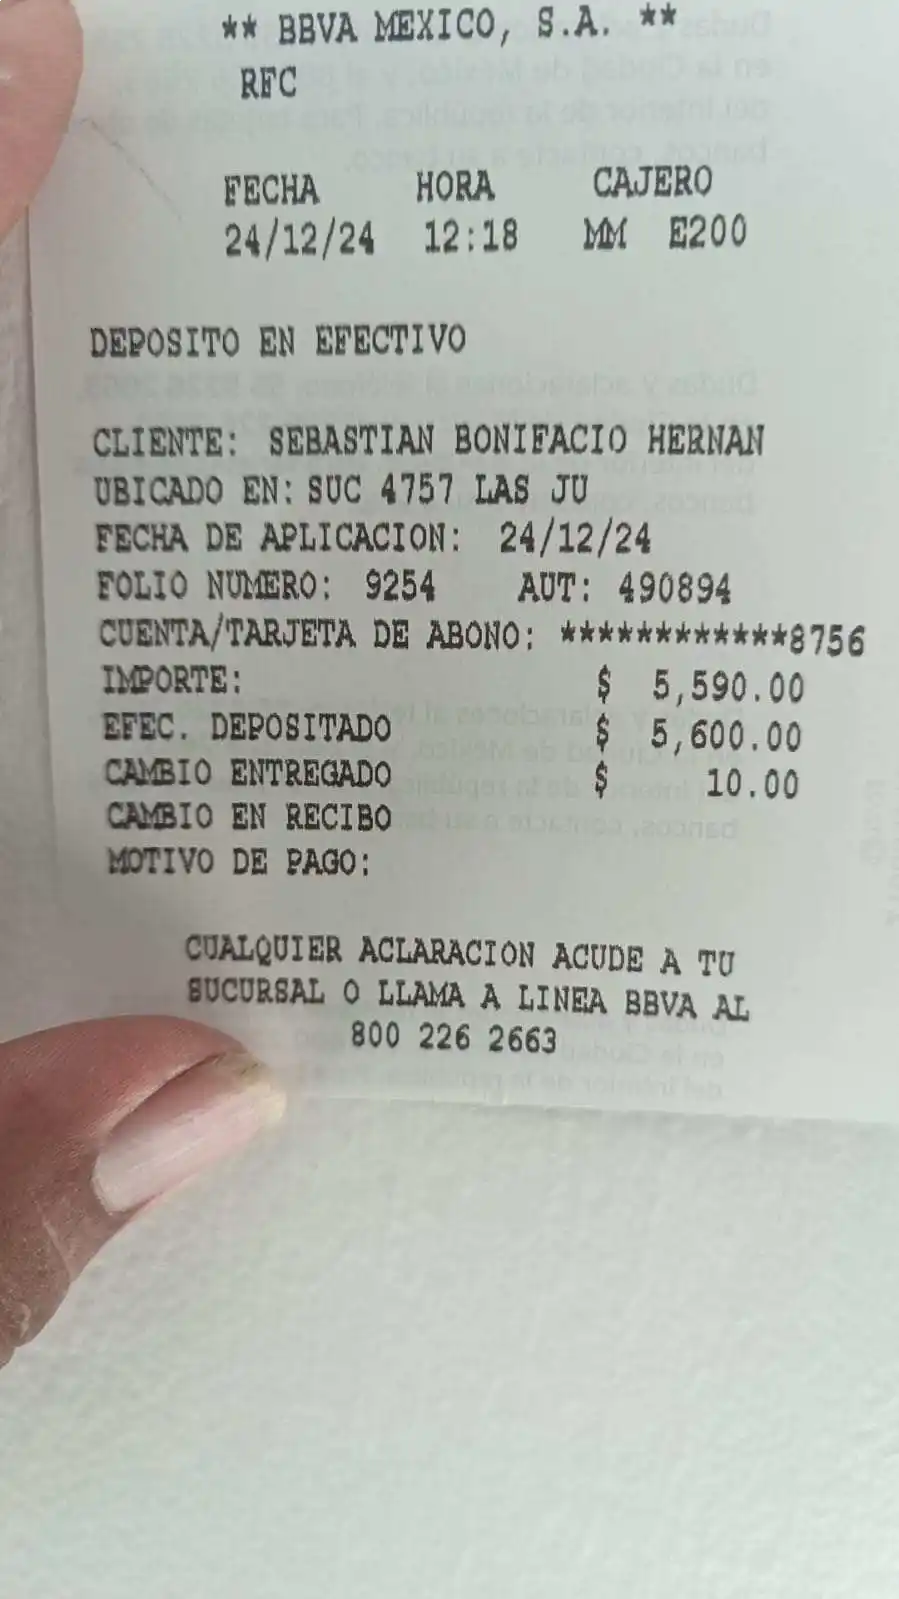 ** BBVA MEXICO, S.A. **
RFC
FECHA HORA CAJERO
24/12/24 12:18 MM E200
DEPOSITO EN EFECTIVO
CLIENTE: SEBASTIAN BONIFACIO HERNAN
UBICADO EN: SUC 4757 LAS JU
FECHA DE APLICACION: 24/12/24
FOLIO NUMERO: 9254 AUT: 490894
CUENTA/TARJETA DE ABONO: ************8756
IMPORTE: $ 5,590.00
EFEC. DEPOSITADO $ 5,600.00
CAMBIO ENTREGADO $ 10.00
CAMBIO EN RECIBO
MOTIVO DE PAGO:
CUALQUIER ACLARACION ACUDE A TU
SUCURSAL O LLAMA A LINEA BBVA AL
800 226 2663